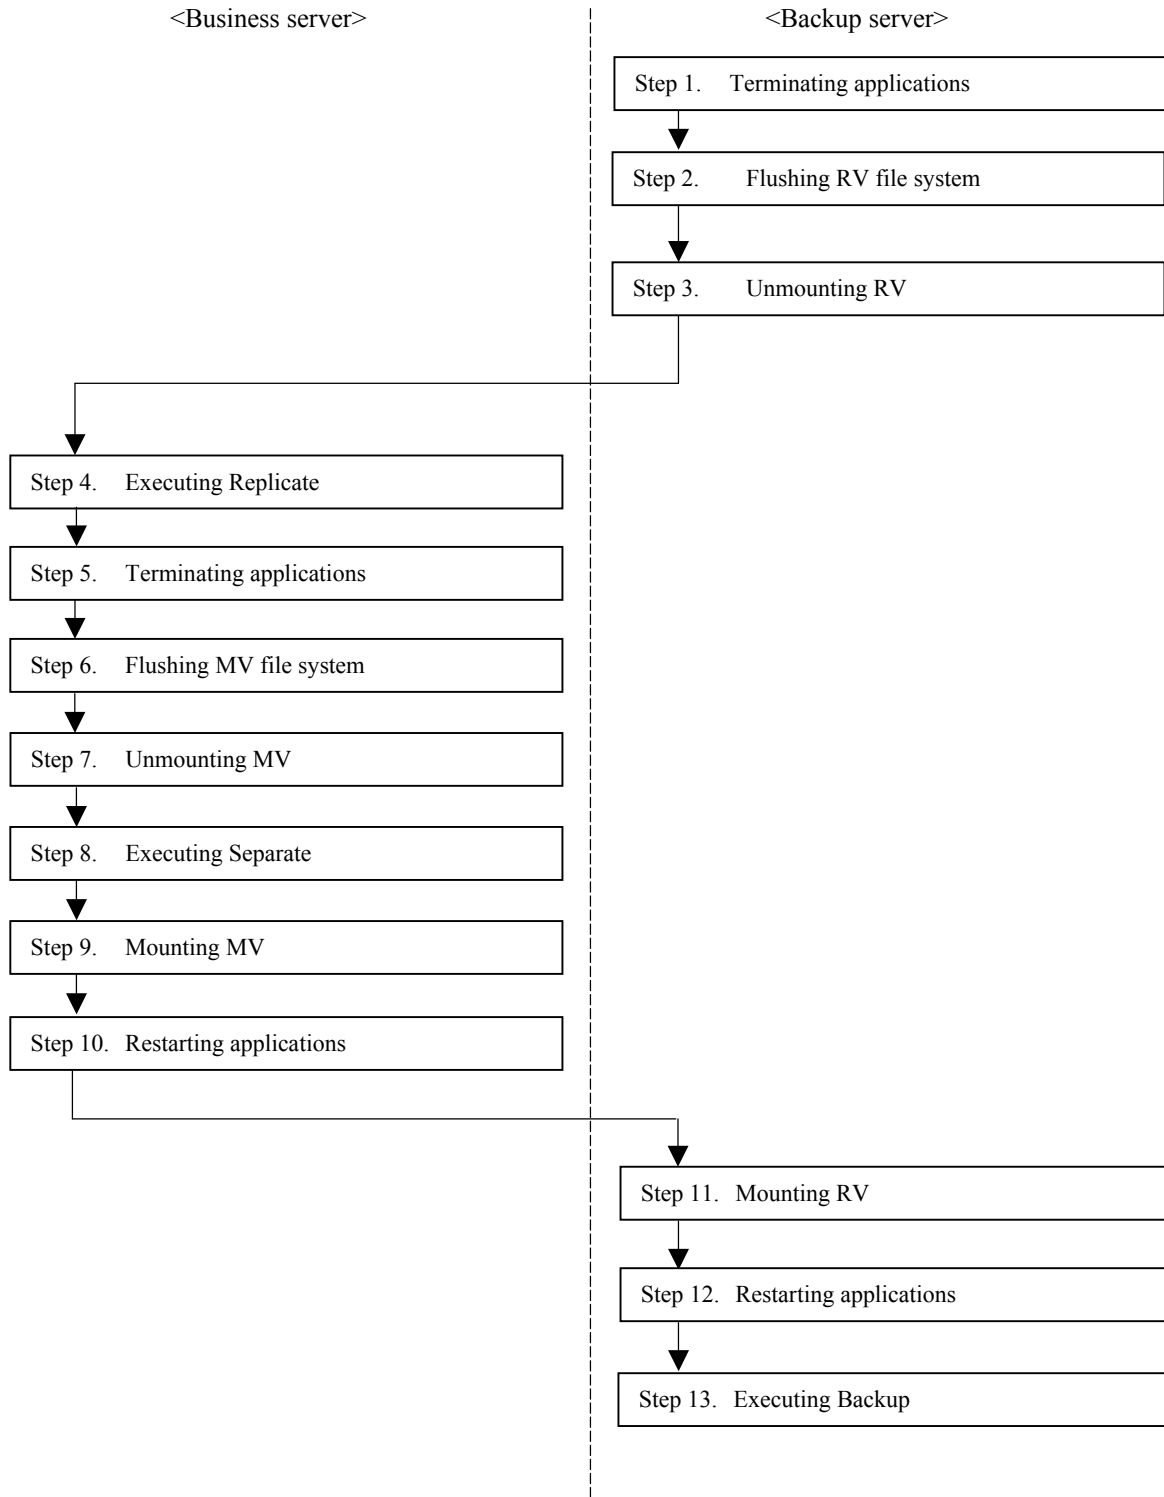 <Business server>
<Backup server>
Step 1. Terminating applications
Step 2. Flushing RV file system
Step 3. Unmounting RV
Step 4. Executing Replicate
Step 5. Terminating applications
Step 6. Flushing MV file system
Step 7. Unmounting MV
Step 8. Executing Separate
Step 9. Mounting MV
Step 10. Restarting applications
Step 11. Mounting RV
Step 12. Restarting applications
Step 13. Executing Backup